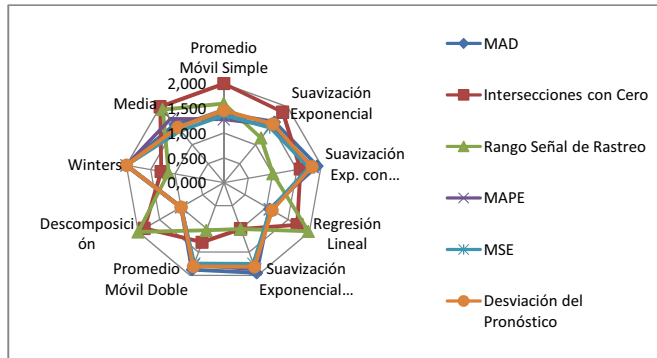 Promedio
Móvil Simple
2,000
1,500
1,000
0,500
0,000
Suavización
Exponencial
Suavización
Exp. con...
Regresión
Lineal
Suavización
Exponencial...
Promedio
Móvil Doble
Descomposici
ón
Winters
Media
MAD
Intersecciones con Cero
Rango Señal de Rastreo
MAPE
MSE
Desviación del
Pronóstico